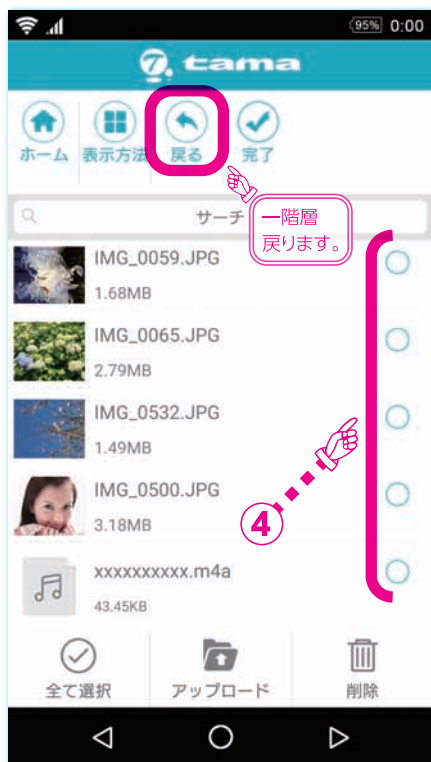 95% 0:00
tama
ホーム 表示方法 戻る 完了
サーチ
一階層
戻ります。
IMG_0059.JPG
1.68MB
IMG_0065.JPG
2.79MB
IMG_0532.JPG
1.49MB
IMG_0500.JPG
3.18MB
④
xxxxxxxxxx.m4a
43.45KB
全て選択 アップロード 削除